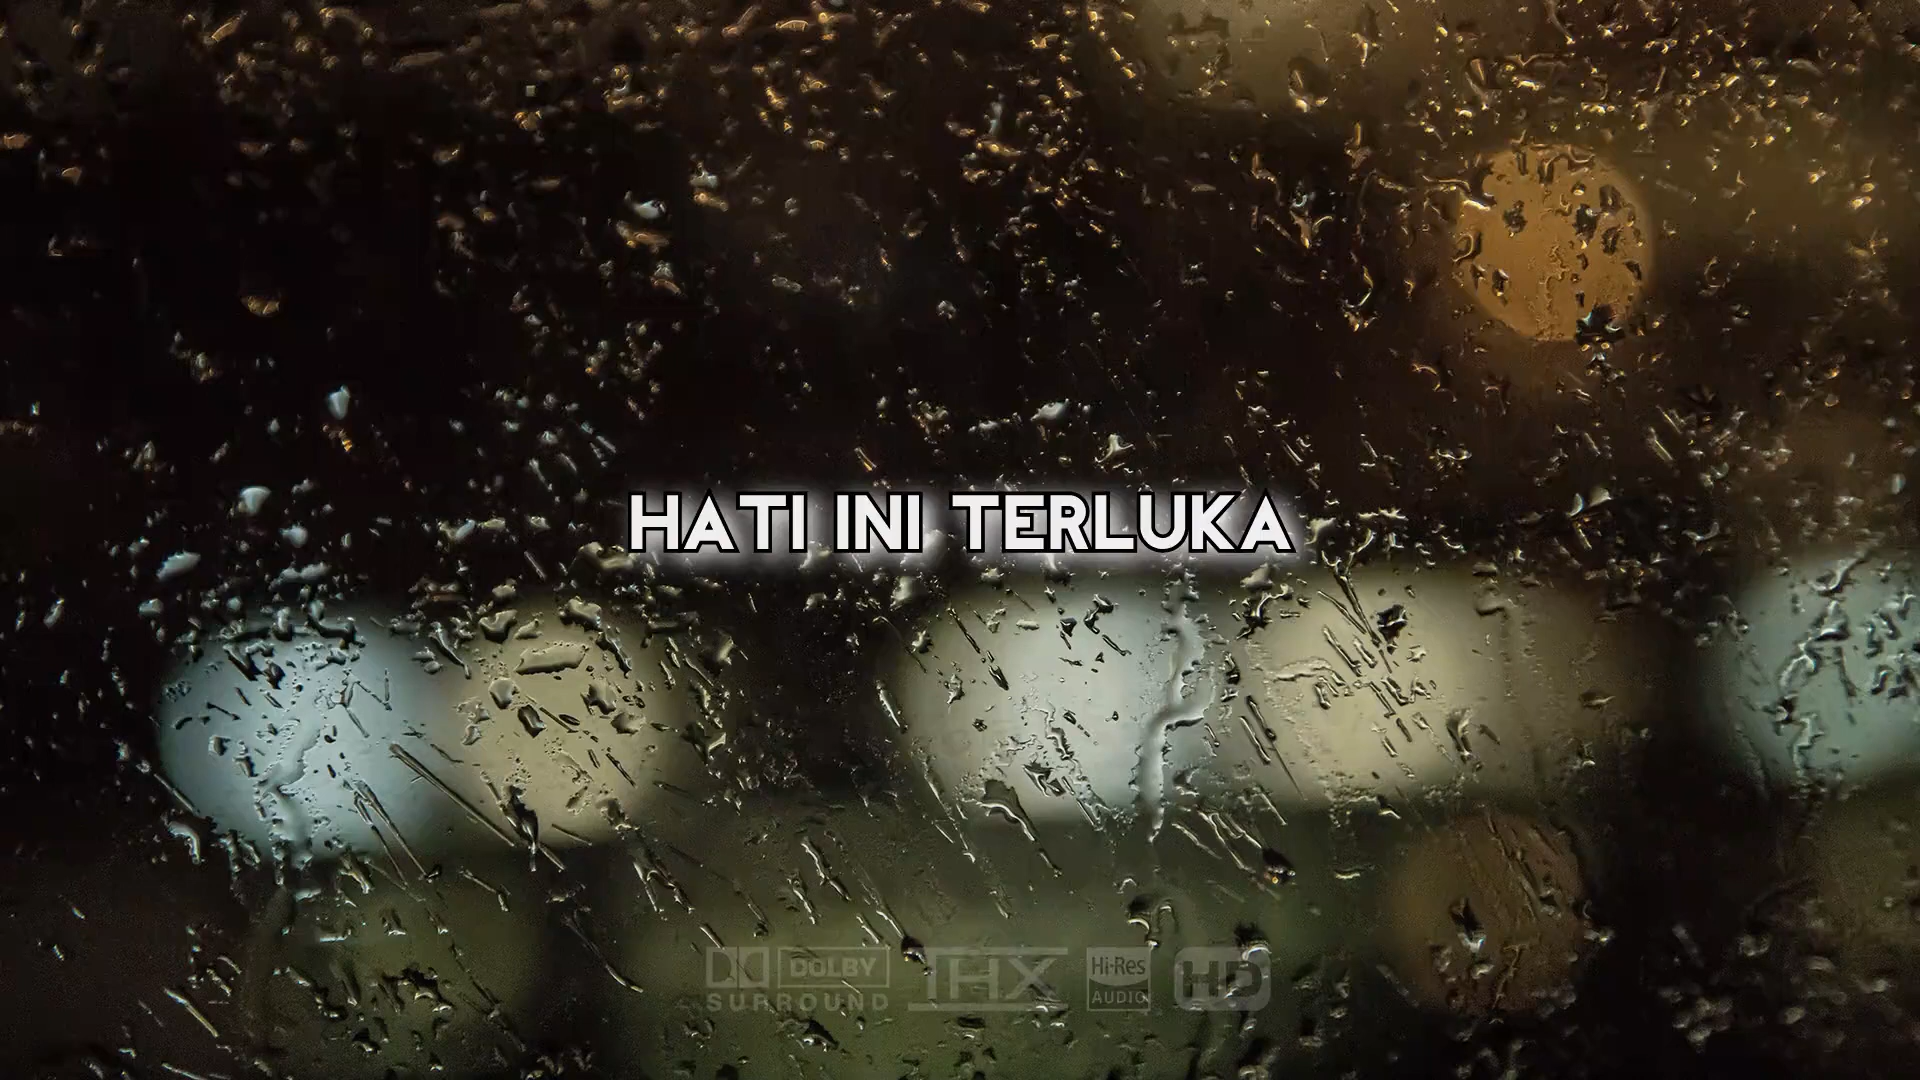 HATI INI TERLUKA
DOLBY
SURROUND
THX
Hi-Res
AUDIO
HD